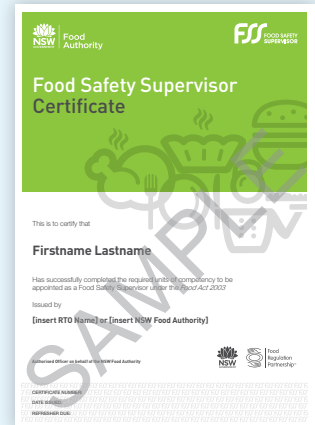 NSW
GOVERNMENT
Food
Authority
FSS FOOD SAFETY
SUPERVISOR
Food Safety Supervisor
Certificate
This is to certify that
Firstname Lastname
Has successfully completed the required units of competency to be
appointed as a Food Safety Supervisor under the Food Act 2003
Issued by
[insert RTO Name] or [insert NSW Food Authority]
SAMPLE
Authorised Officer on behalf of the NSW Food Authority
NSW
GOVERNMENT
Food
Regulation
Partnership
CERTIFICATE NUMBER:
DATE ISSUED:
REFRESHER DUE: